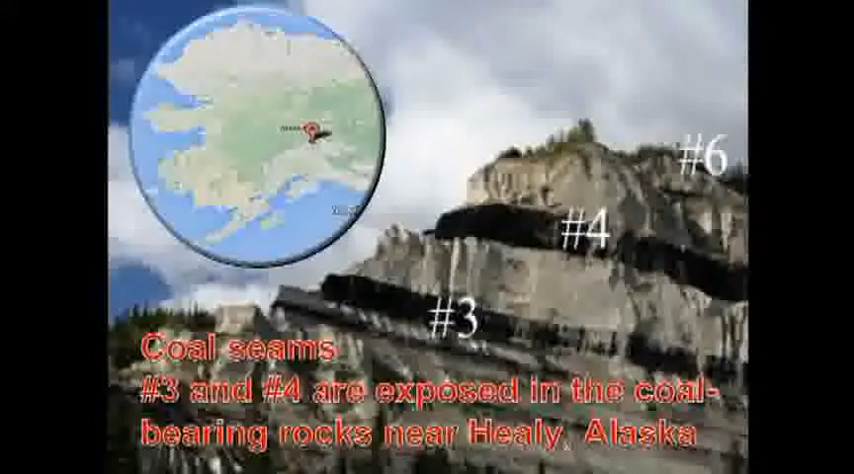 #6
#4
#3
Coal seams
#3 and #4 are exposed in the coal-
bearing rocks near Healy, Alaska